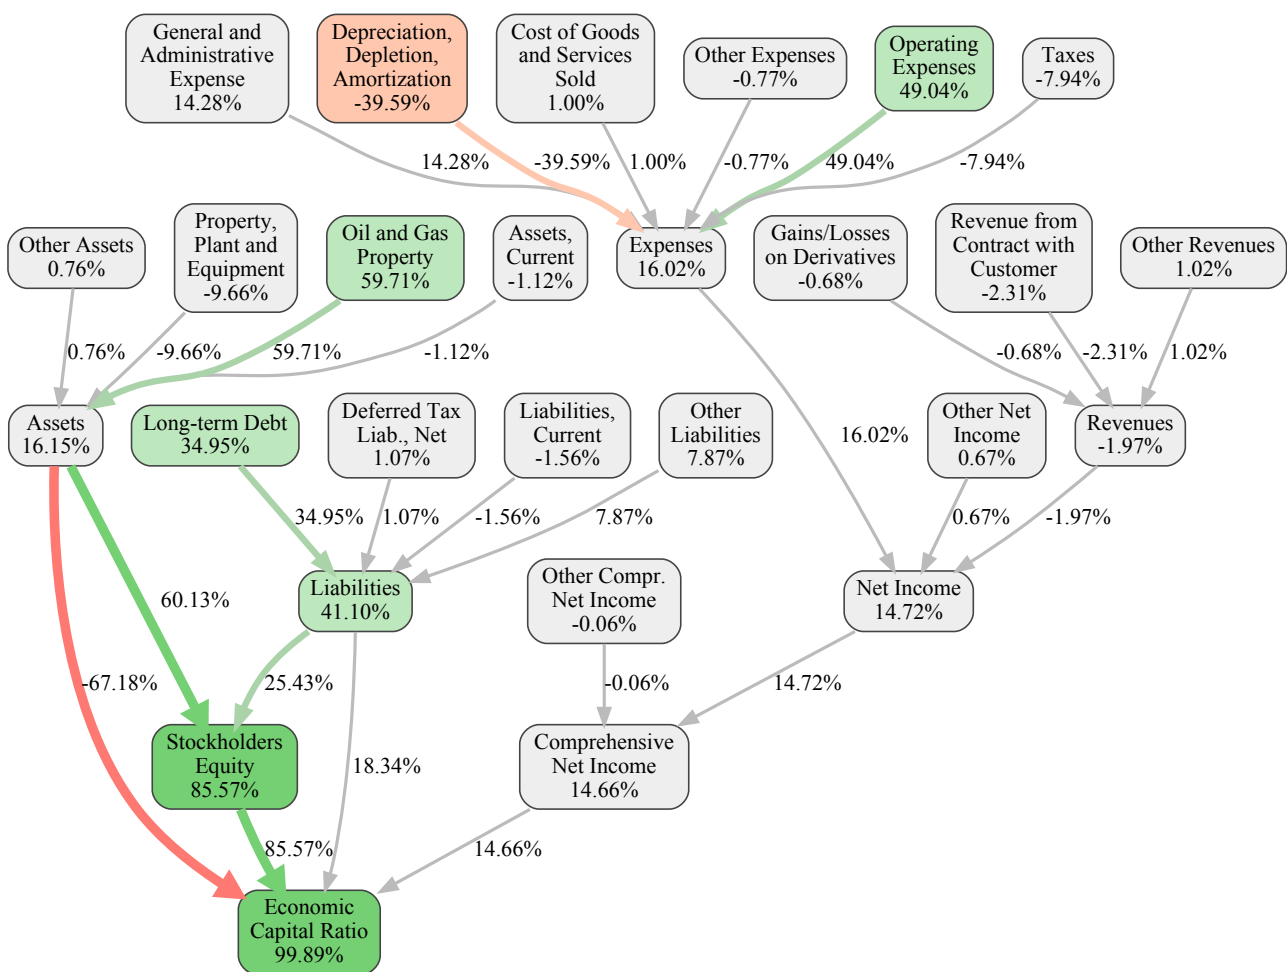 General and
Administrative
Expense
14.28%
Depreciation,
Depletion,
Amortization
-39.59%
Cost of Goods
and Services
Sold
1.00%
Other Expenses
-0.77%
Operating
Expenses
49.04%
Taxes
-7.94%
14.28%
-39.59%
1.00%
-0.77%
49.04%
-7.94%
Other Assets
0.76%
Property,
Plant and
Equipment
-9.66%
Oil and Gas
Property
59.71%
Assets,
Current
-1.12%
Expenses
16.02%
Gains/Losses
on Derivatives
-0.68%
Revenue from
Contract with
Customer
-2.31%
Other Revenues
1.02%
0.76%
-9.66%
59.71%
-1.12%
-0.68%
-2.31%
1.02%
Assets
16.15%
Long-term Debt
34.95%
Deferred Tax
Liab., Net
1.07%
Liabilities,
Current
-1.56%
Other
Liabilities
7.87%
16.02%
Other Net
Income
0.67%
Revenues
-1.97%
34.95%
1.07%
-1.56%
7.87%
0.67%
-1.97%
60.13%
Liabilities
41.10%
Other Compr.
Net Income
-0.06%
Net Income
14.72%
-67.18%
25.43%
-0.06%
14.72%
Stockholders
Equity
85.57%
18.34%
Comprehensive
Net Income
14.66%
85.57%
14.66%
Economic
Capital Ratio
99.89%